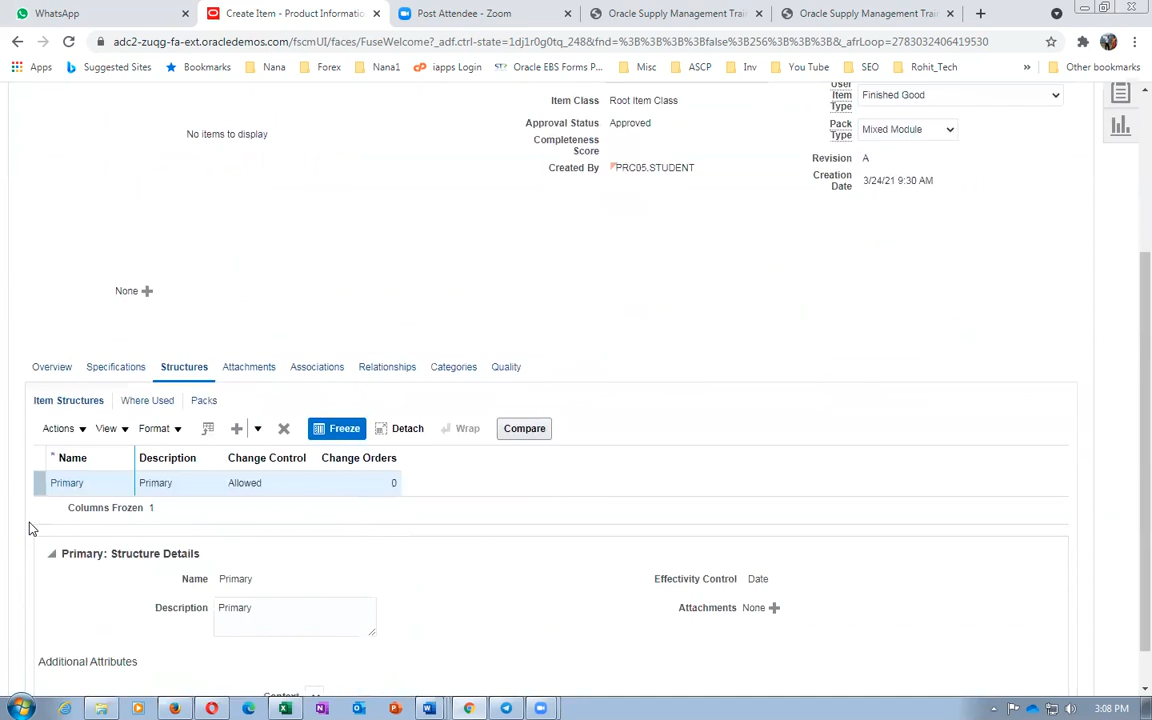 WhatsApp
Create Item - Product Informatio
Post Attendee - Zoom
Oracle Supply Management Trai
Oracle Supply Management Trai
adc2-zuqg-fa-ext.oracledemos.com/fscmUI/faces/FuseWelcome?_adf.ctrl-state=1dj1r0g0tq_248&fnd=%3B%3B%3B%3Bfalse%3B256%3B%3B%3B&_afrLoop=2783032406419530
Apps
Suggested Sites
Bookmarks
Nana
Forex
Nana1
iapps Login
Oracle EBS Forms P...
Misc
ASCP
Inv
You Tube
SEO
Rohit_Tech
»
Other bookmarks
No items to display
Item Class Root Item Class
Approval Status Approved
Completeness
Score
Created By PRC05.STUDENT
User
Item
Type
Finished Good
Pack
Type
Mixed Module
Revision A
Creation
Date
3/24/21 9:30 AM
None
Overview
Specifications
Structures
Attachments
Associations
Relationships
Categories
Quality
Item Structures
Where Used
Packs
Actions
View
Format
Freeze
Detach
Wrap
Compare
* Name Description Change Control Change Orders
Primary Primary Allowed 0
Columns Frozen 1
Primary: Structure Details
Name Primary
Description Primary
Effectivity Control Date
Attachments None
Additional Attributes
Context
3:08 PM